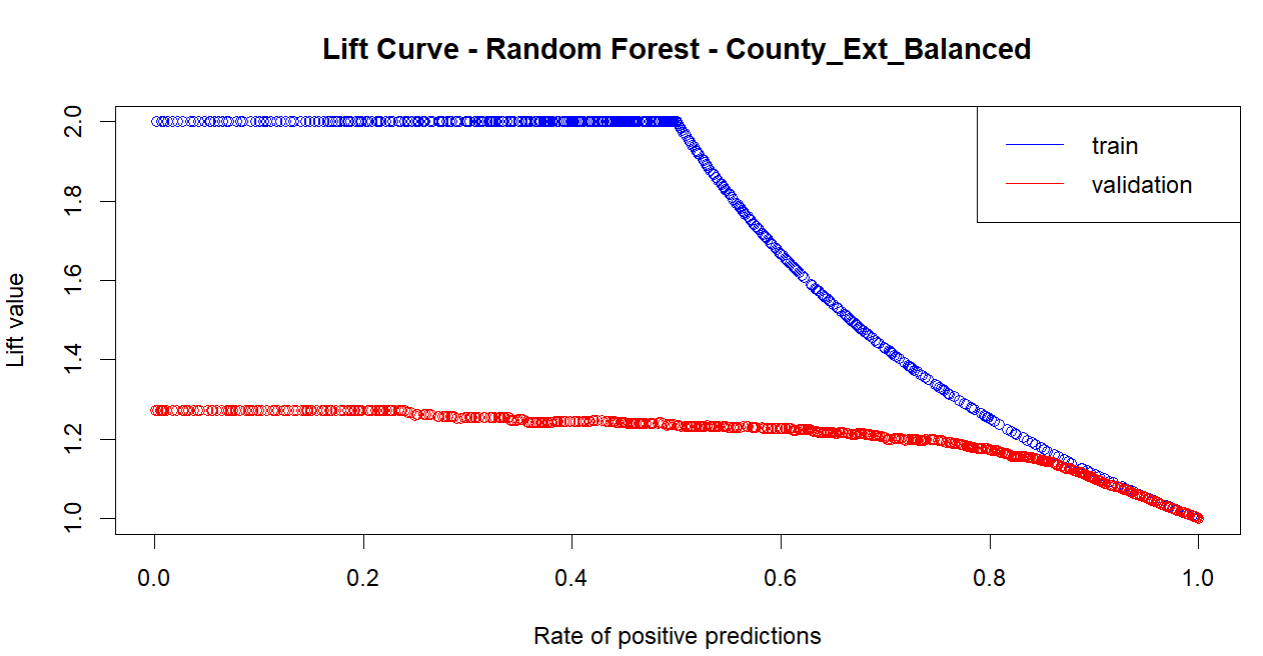 Lift Curve - Random Forest - County_Ext_Balanced
2.0
1.8
1.6
1.4
1.2
1.0
Lift value
train
validation
0.0 0.2 0.4 0.6 0.8 1.0
Rate of positive predictions